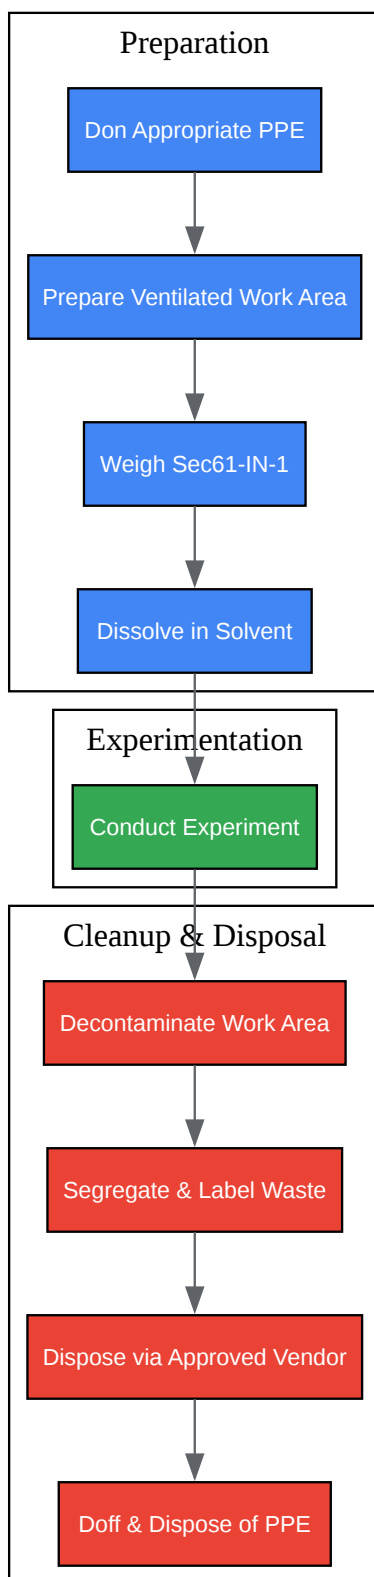 Preparation
Don Appropriate PPE
Prepare Ventilated Work Area
Weigh Sec61-IN-1
Dissolve in Solvent
Experimentation
Conduct Experiment
Cleanup & Disposal
Decontaminate Work Area
Segregate & Label Waste
Dispose via Approved Vendor
Doff & Dispose of PPE